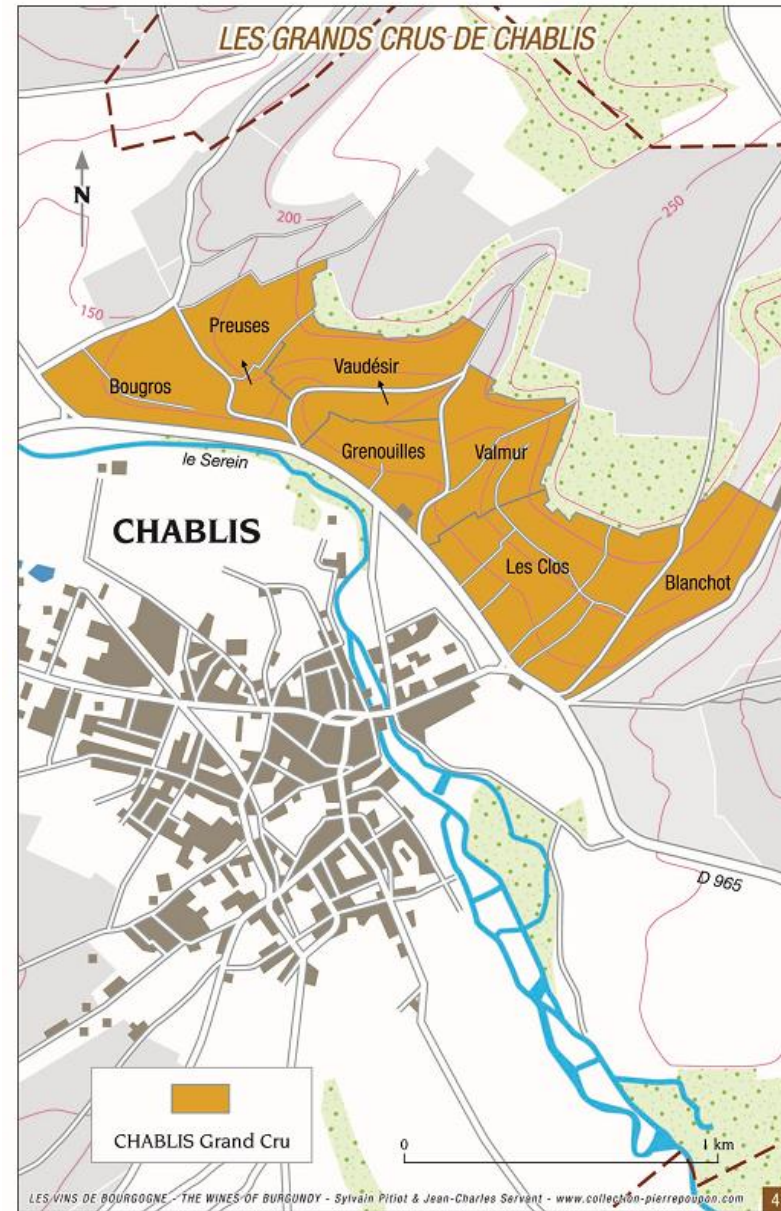 LES GRANDS CRUS DE CHABLIS
N
200
250
150
Preuses
Vaudésir
Bougros
Grenouilles
Valmur
le Serein
CHABLIS
Les Clos
Blanchot
D 965
CHABLIS Grand Cru
0
1 km
LES VINS DE BOURGOGNE - THE WINES OF BURGUNDY - Sylvain Pitiot & Jean-Charles Servant - www.collection-pierrepoupon.com
4